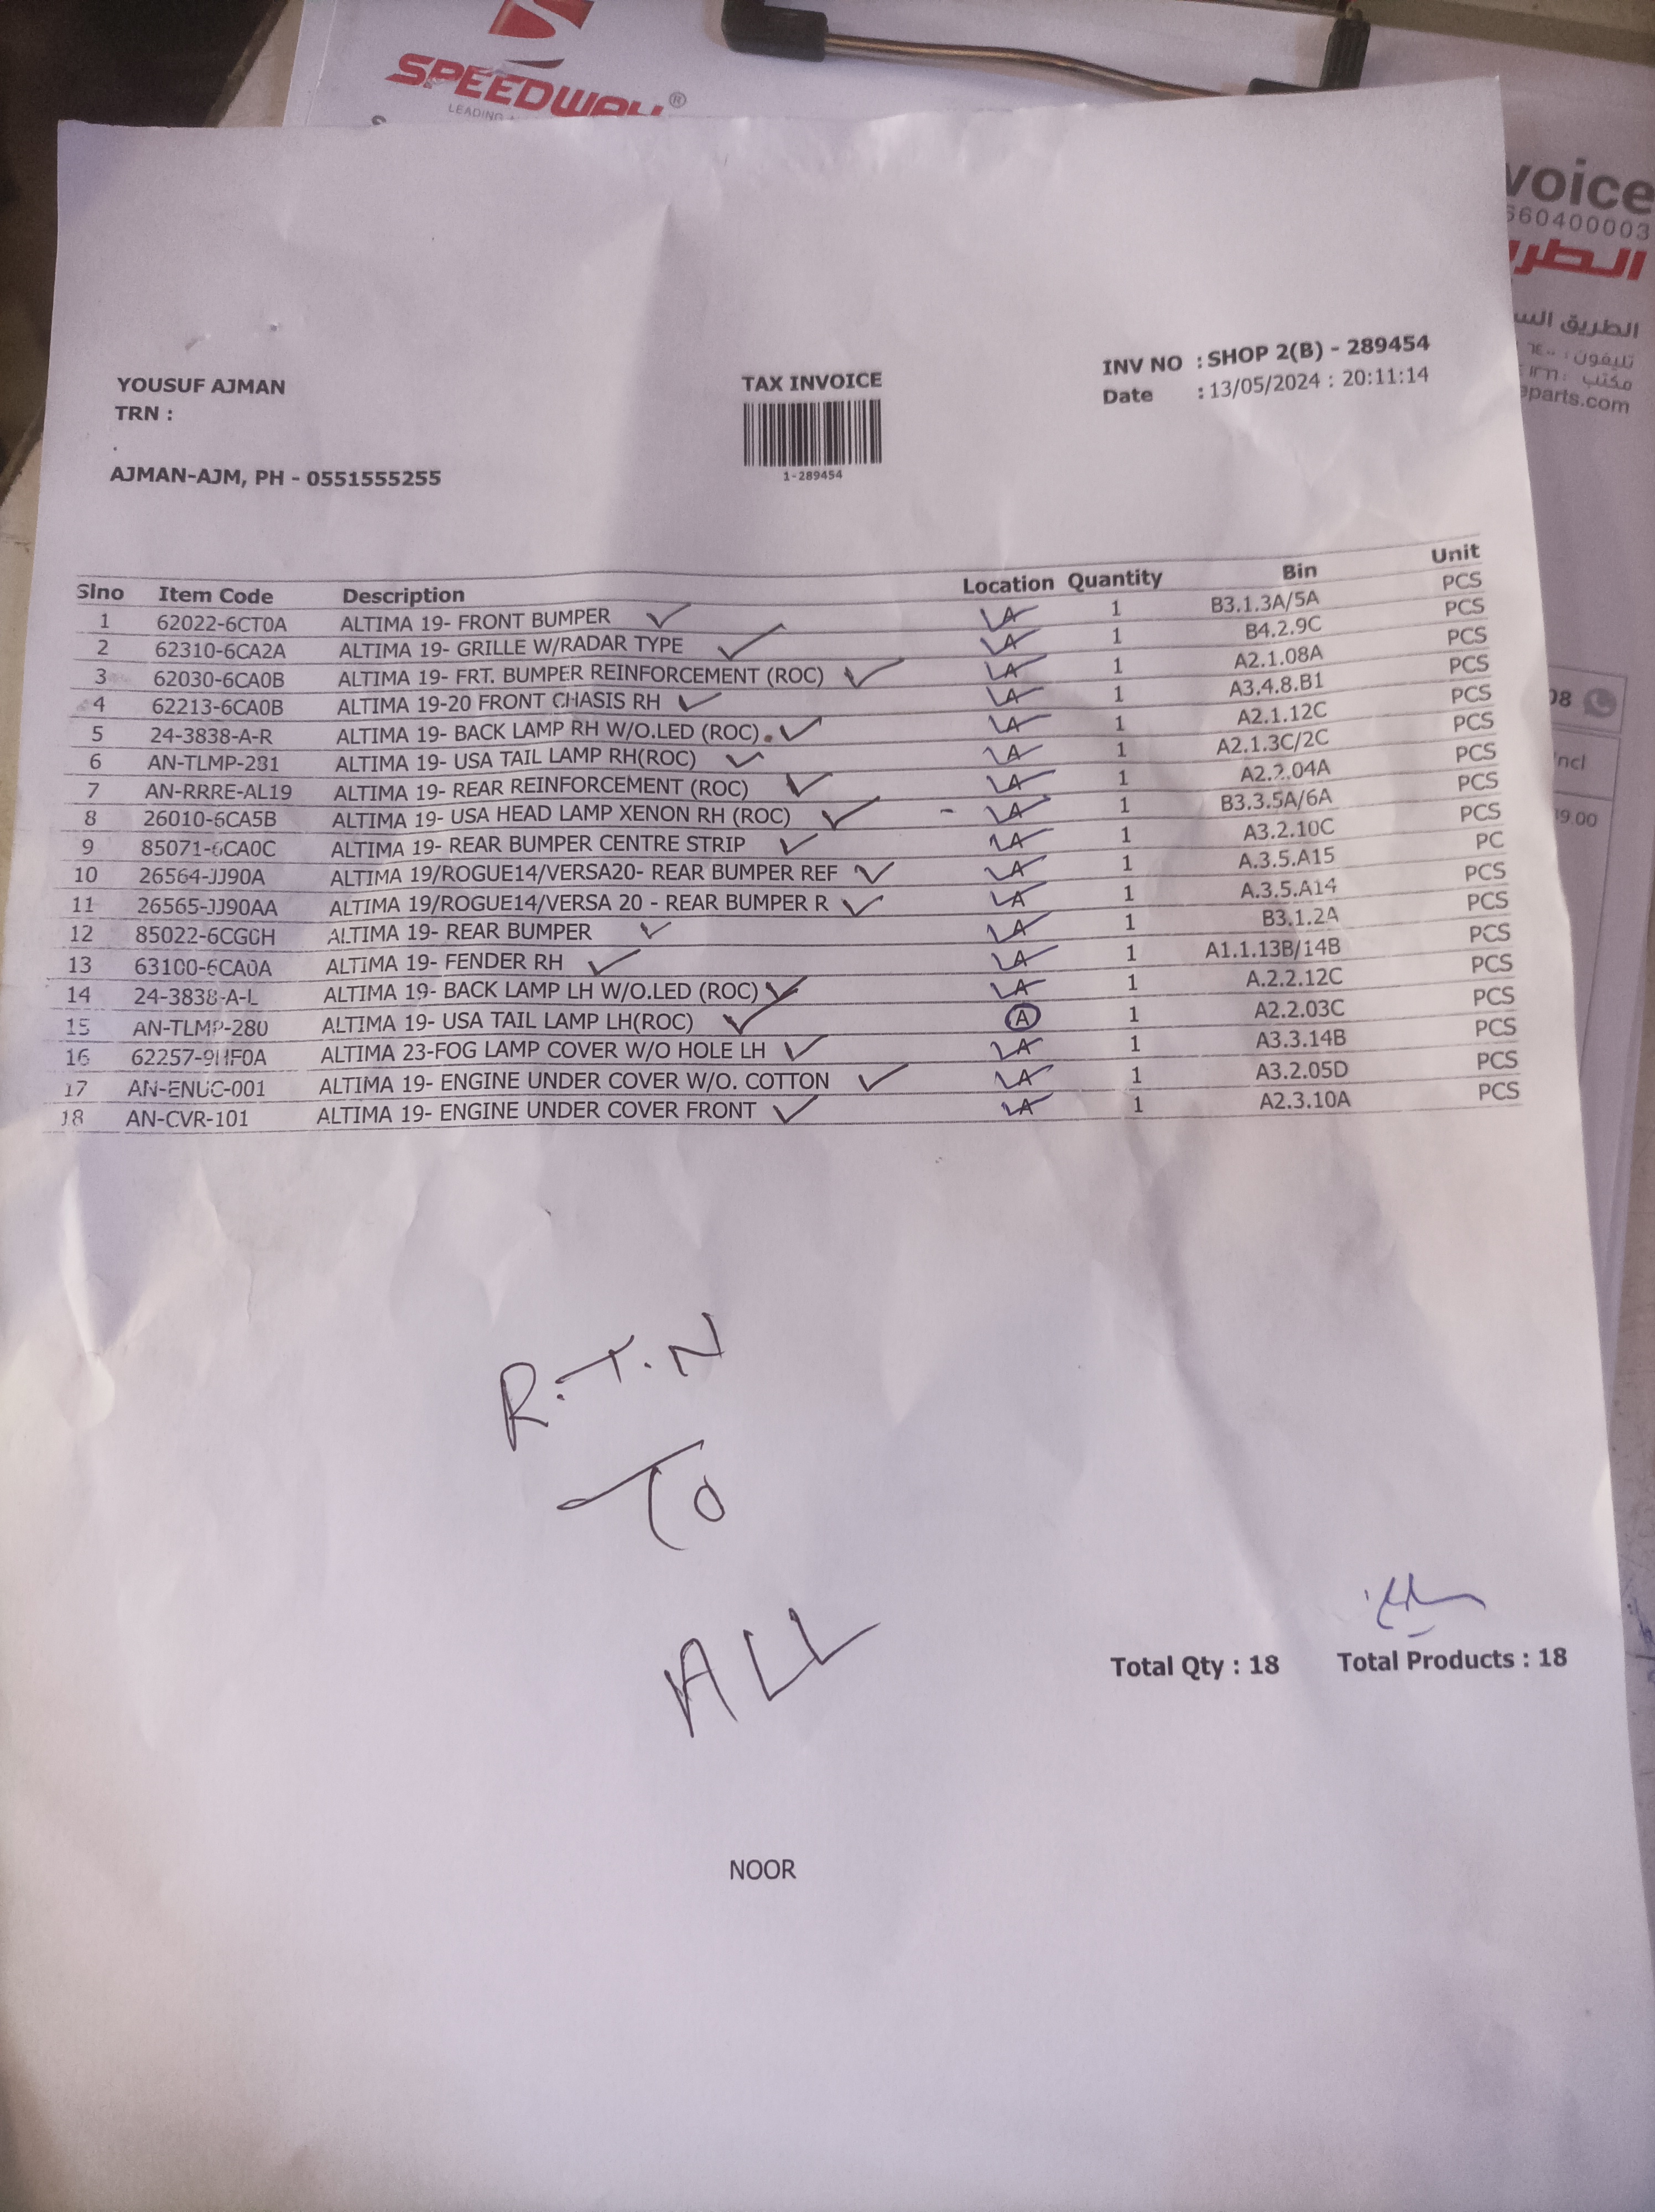 SPEEDWAY®
LEADING
voice
560400003
الطريق
parts.com
YOUSUF AJMAN
TRN :
.
AJMAN-AJM, PH - 0551555255
TAX INVOICE
1-289454
INV NO : SHOP 2(B) - 289454
Date : 13/05/2024 : 20:11:14
Slno Item Code Description Location Quantity Bin Unit
1 62022-6CT0A ALTIMA 19- FRONT BUMPER A 1 B3.1.3A/5A PCS
2 62310-6CA2A ALTIMA 19- GRILLE W/RADAR TYPE A 1 B4.2.9C PCS
3 62030-6CA0B ALTIMA 19- FRT. BUMPER REINFORCEMENT (ROC) A 1 A2.1.08A PCS
4 62213-6CA0B ALTIMA 19-20 FRONT CHASIS RH A 1 A3.4.8.B1 PCS
5 24-3838-A-R ALTIMA 19- BACK LAMP RH W/O.LED (ROC) A 1 A2.1.12C PCS
6 AN-TLMP-281 ALTIMA 19- USA TAIL LAMP RH(ROC) A 1 A2.1.3C/2C PCS
7 AN-RRRE-AL19 ALTIMA 19- REAR REINFORCEMENT (ROC) A 1 A2.2.04A PCS
8 26010-6CA5B ALTIMA 19- USA HEAD LAMP XENON RH (ROC) A 1 B3.3.5A/6A PCS
9 85071-6CA0C ALTIMA 19- REAR BUMPER CENTRE STRIP A 1 A3.2.10C PCS
10 26564-JJ90A ALTIMA 19/ROGUE14/VERSA20- REAR BUMPER REF A 1 A.3.5.A15 PC
11 26565-JJ90AA ALTIMA 19/ROGUE14/VERSA 20 - REAR BUMPER R A 1 A.3.5.A14 PCS
12 85022-6CG0H ALTIMA 19- REAR BUMPER A 1 B3.1.2A PCS
13 63100-6CA0A ALTIMA 19- FENDER RH A 1 A1.1.13B/14B PCS
14 24-3838-A-L ALTIMA 19- BACK LAMP LH W/O.LED (ROC) A 1 A.2.2.12C PCS
15 AN-TLMP-280 ALTIMA 19- USA TAIL LAMP LH(ROC) A 1 A2.2.03C PCS
16 62257-9HF0A ALTIMA 23-FOG LAMP COVER W/O HOLE LH A 1 A3.3.14B PCS
17 AN-ENUC-001 ALTIMA 19- ENGINE UNDER COVER W/O. COTTON A 1 A3.2.05D PCS
18 AN-CVR-101 ALTIMA 19- ENGINE UNDER COVER FRONT A 1 A2.3.10A PCS
R.T.N
To
ALL
Total Qty : 18 Total Products : 18
NOOR